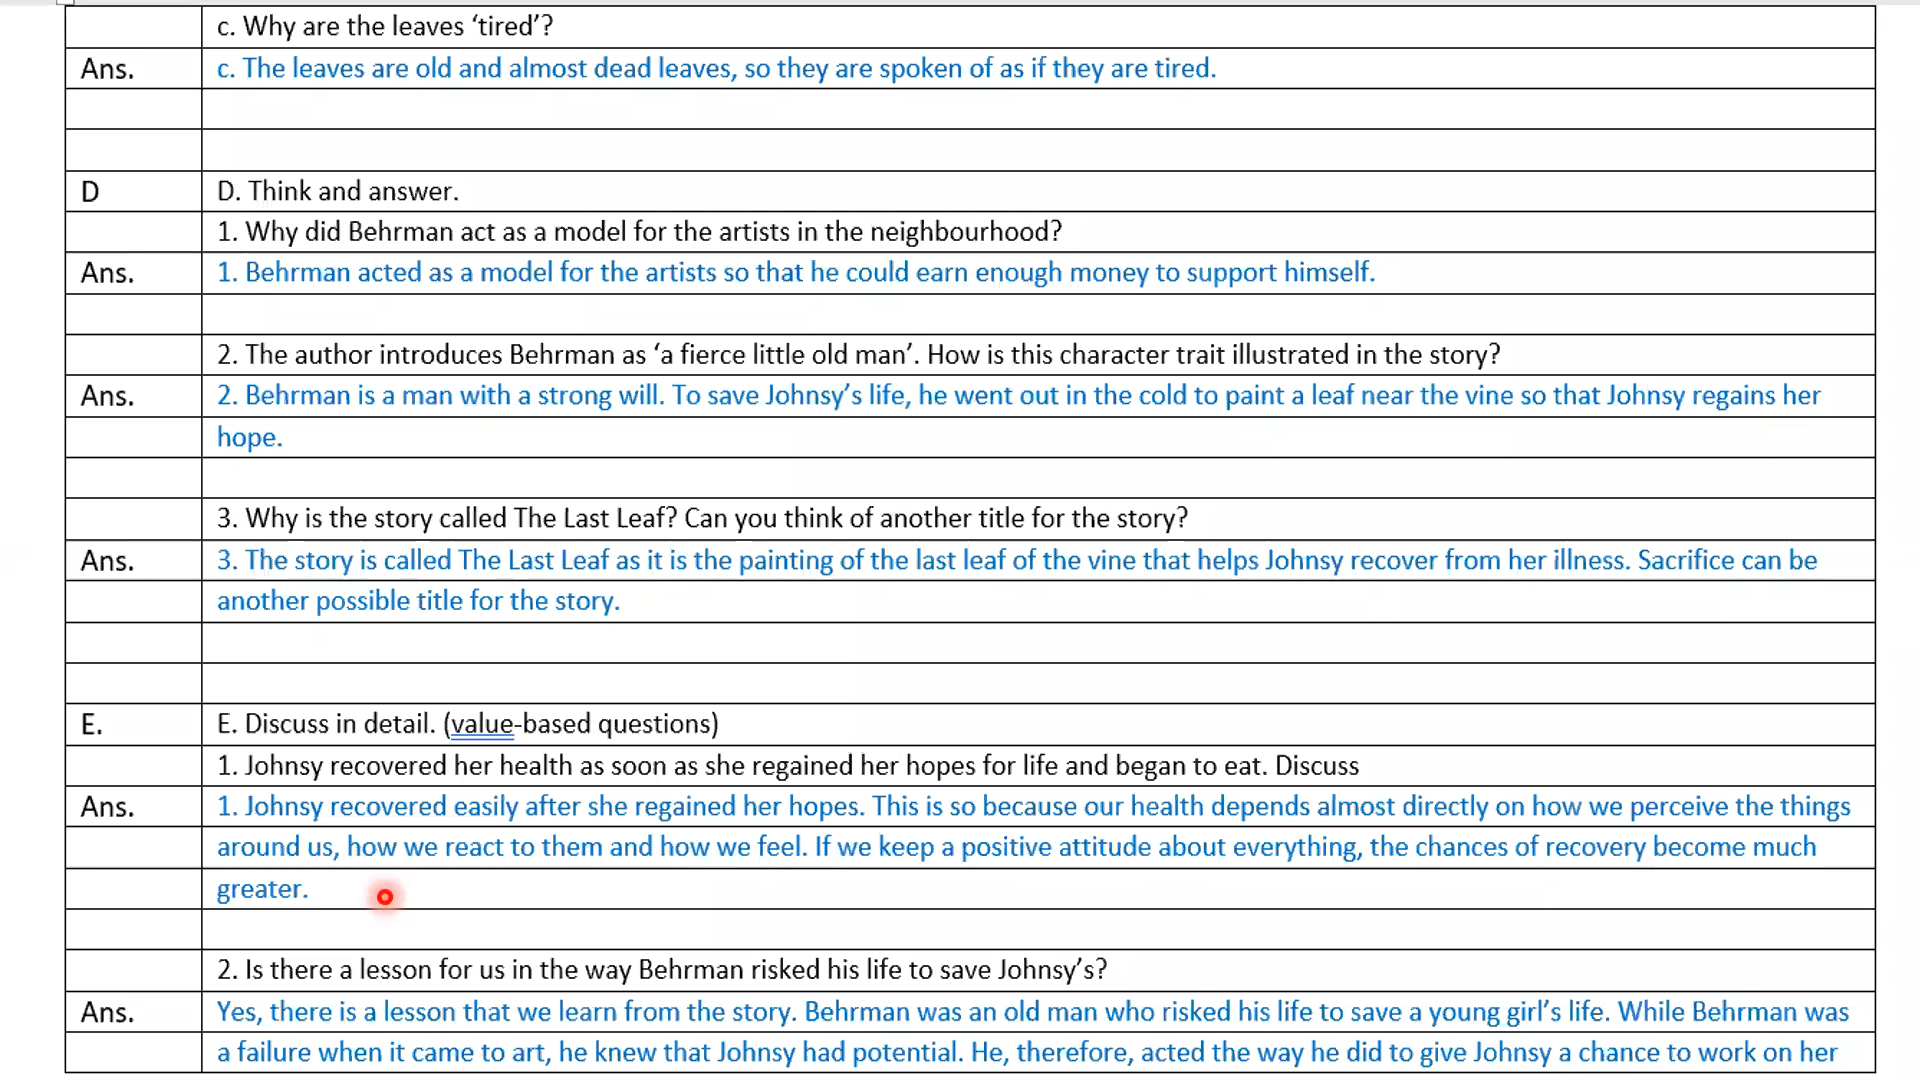 c. Why are the leaves ‘tired’?
Ans. c. The leaves are old and almost dead leaves, so they are spoken of as if they are tired.
D D. Think and answer.
1. Why did Behrman act as a model for the artists in the neighbourhood?
Ans. 1. Behrman acted as a model for the artists so that he could earn enough money to support himself.
2. The author introduces Behrman as ‘a fierce little old man’. How is this character trait illustrated in the story?
Ans. 2. Behrman is a man with a strong will. To save Johnsy’s life, he went out in the cold to paint a leaf near the vine so that Johnsy regains her
hope.
3. Why is the story called The Last Leaf? Can you think of another title for the story?
Ans. 3. The story is called The Last Leaf as it is the painting of the last leaf of the vine that helps Johnsy recover from her illness. Sacrifice can be
another possible title for the story.
E. E. Discuss in detail. (value-based questions)
1. Johnsy recovered her health as soon as she regained her hopes for life and began to eat. Discuss
Ans. 1. Johnsy recovered easily after she regained her hopes. This is so because our health depends almost directly on how we perceive the things
around us, how we react to them and how we feel. If we keep a positive attitude about everything, the chances of recovery become much
greater.
2. Is there a lesson for us in the way Behrman risked his life to save Johnsy’s?
Ans. Yes, there is a lesson that we learn from the story. Behrman was an old man who risked his life to save a young girl’s life. While Behrman was
a failure when it came to art, he knew that Johnsy had potential. He, therefore, acted the way he did to give Johnsy a chance to work on her